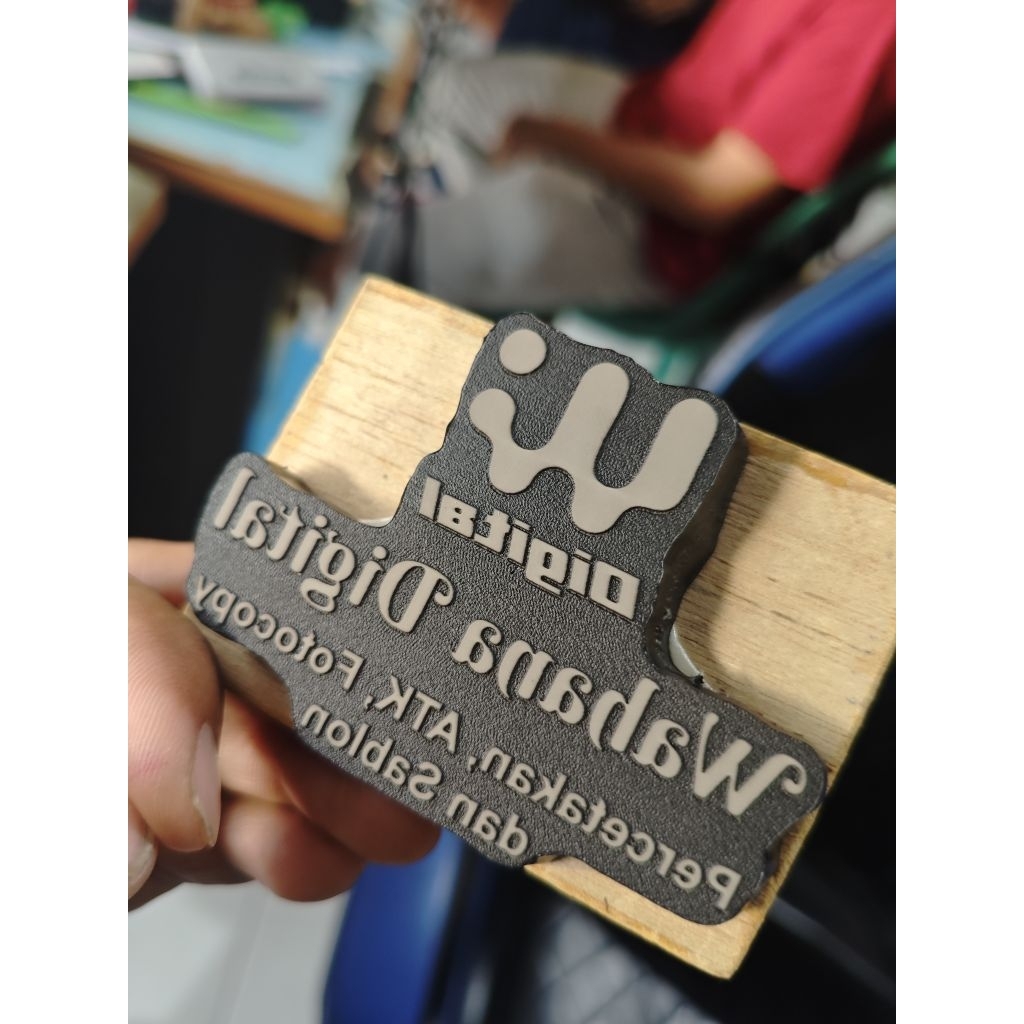 Digital
Wahana Digital
Percetakan, ATK, Fotocopy
dan Sablon